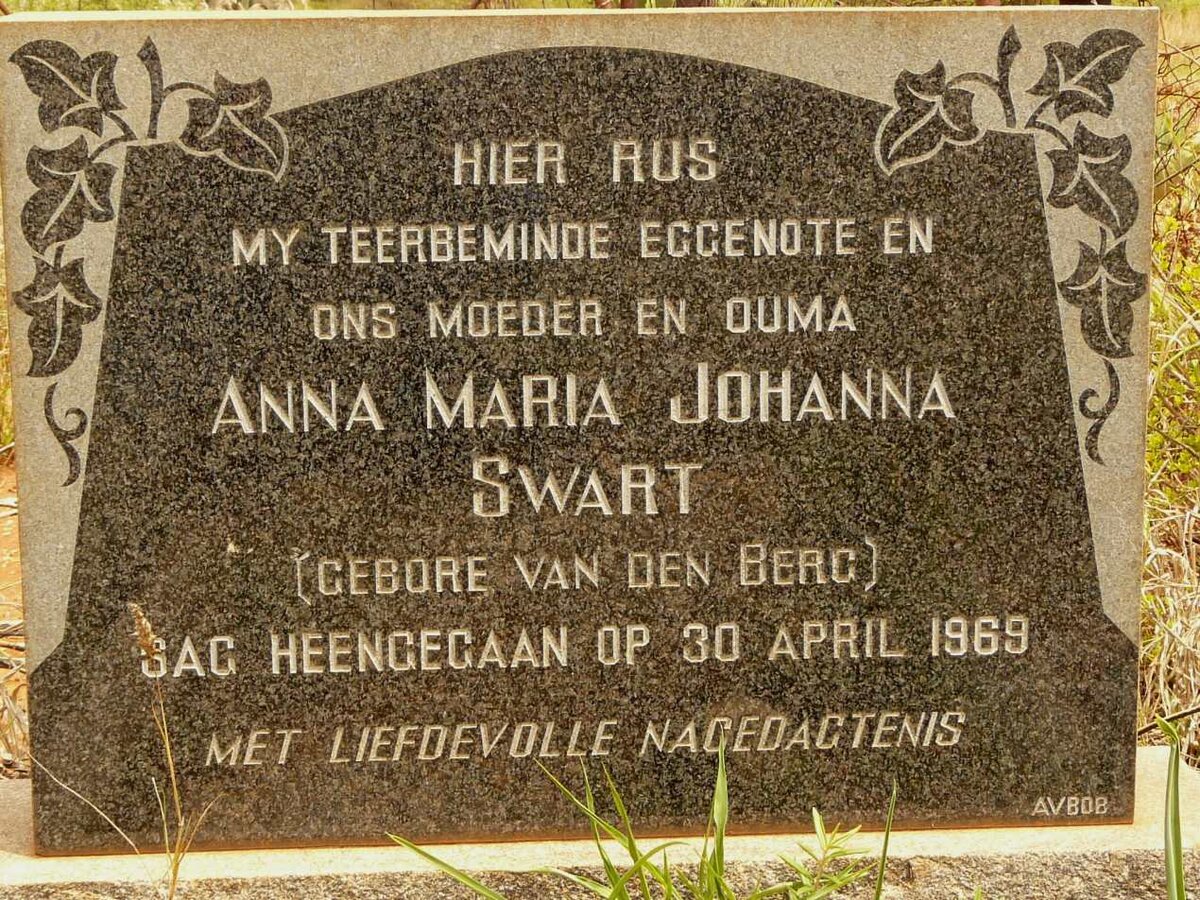 HIER RUS
MY TEERBEMINDE EGGENOTE EN
ONS MOEDER EN OUMA
ANNA MARIA JOHANNA
SWART
(GEBORE VAN DEN BERG)
SAG HEENGEGAAN OP 30 APRIL 1969
MET LIEFDEVOLLE NAGEDAGTENIS
AVBOB